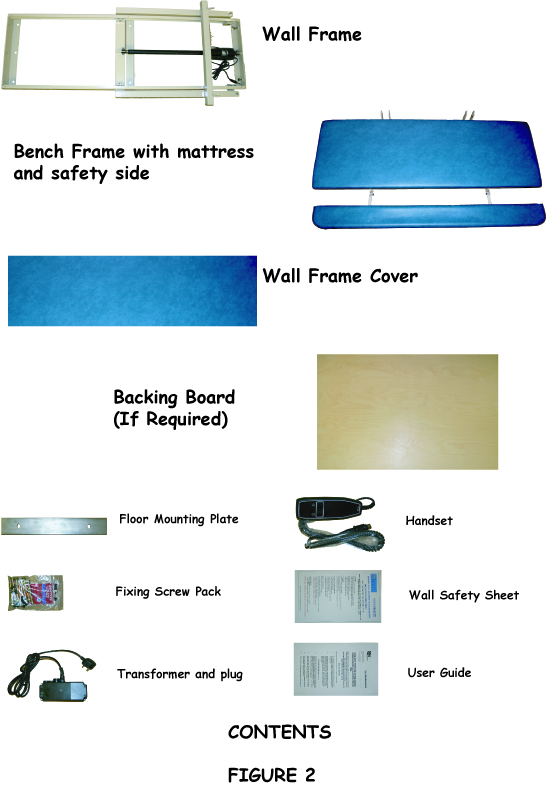 Wall Frame
Bench Frame with mattress
and safety side
Wall Frame Cover
Backing Board
(If Required)
Floor Mounting Plate
Handset
Fixing Screw Pack
Wall Safety Sheet
Transformer and plug
User Guide
CONTENTS
FIGURE 2